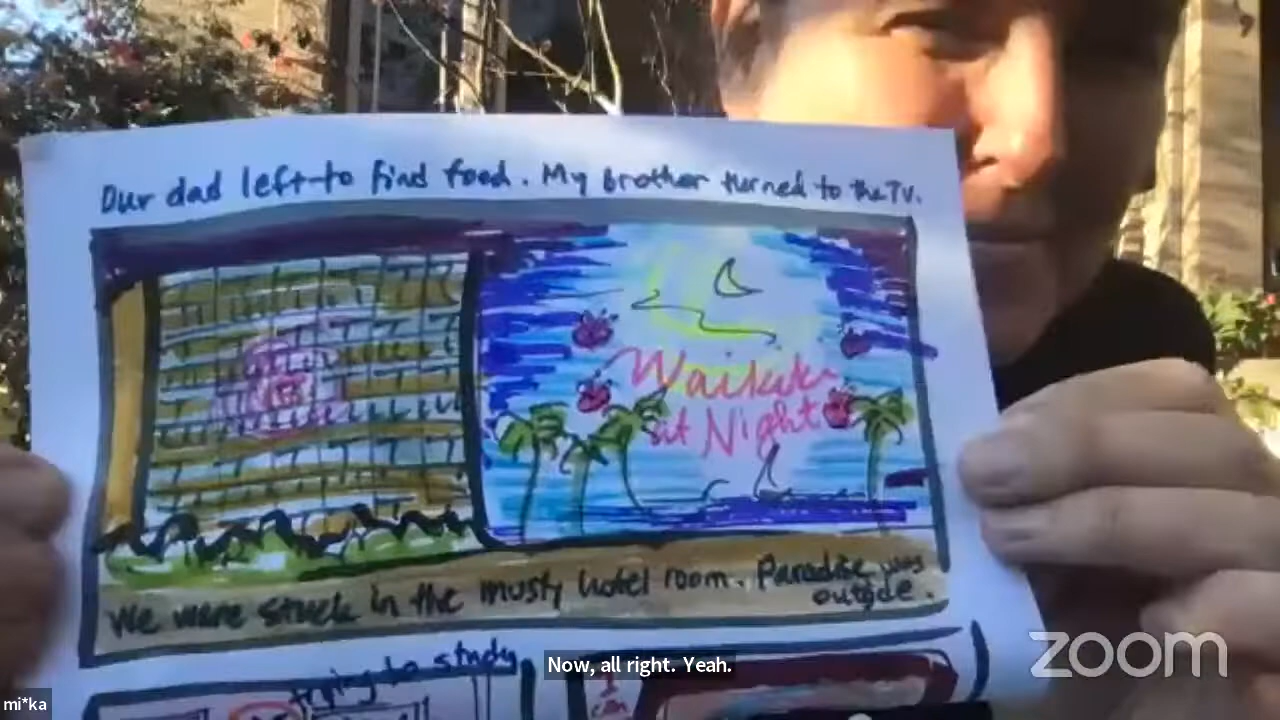 Our dad left to find food. My brother turned to the TV.
Waikiki
at Night
We were stuck in the musty hotel room. Paradise was
outside.
trying to study
I
can
Now, all right. Yeah.
zoom
mi*ka